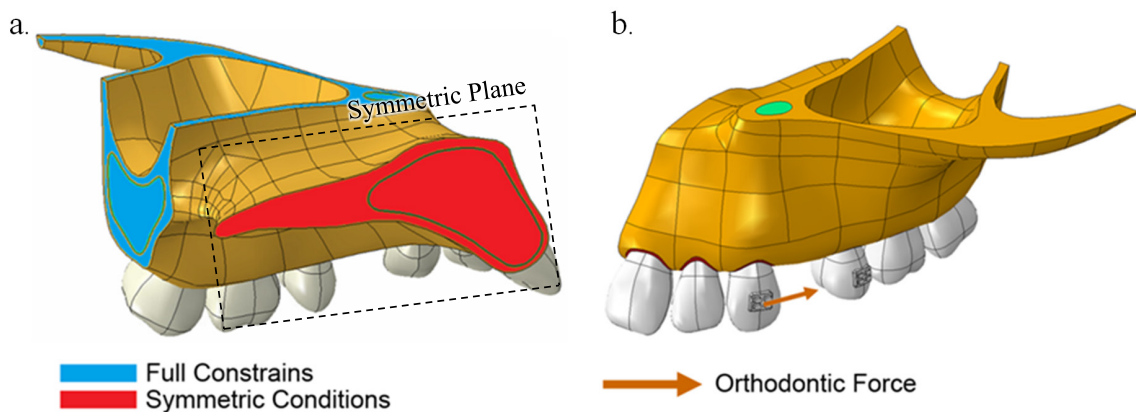 a.
b.
Symmetric Plane
Full Constrains
Symmetric Conditions
Orthodontic Force